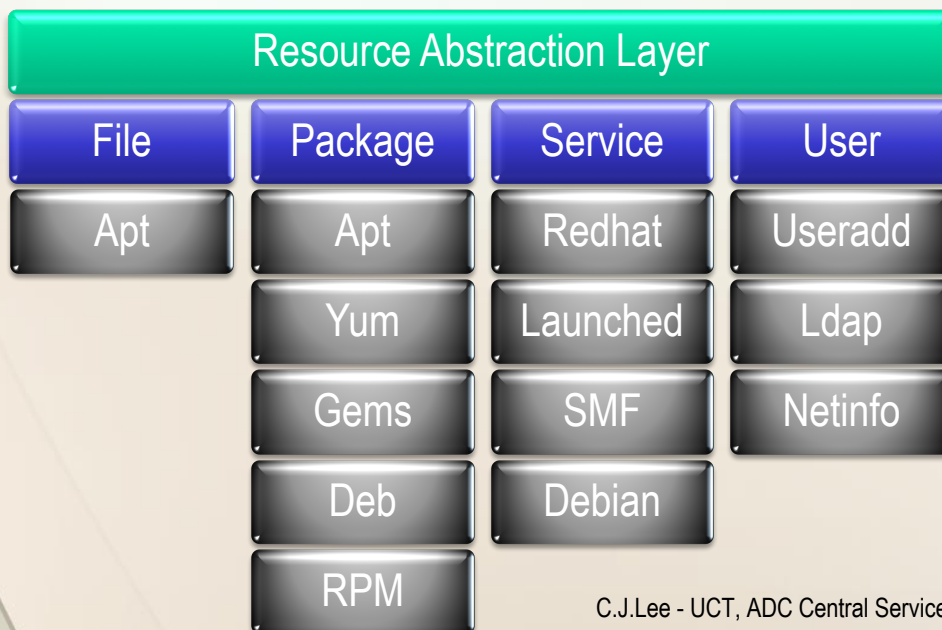 Resource Abstraction Layer
File Package Service User
Apt Apt Redhat Useradd
Yum Launched Ldap
Gems SMF Netinfo
Deb Debian
RPM
C.J.Lee - UCT, ADC Central Service